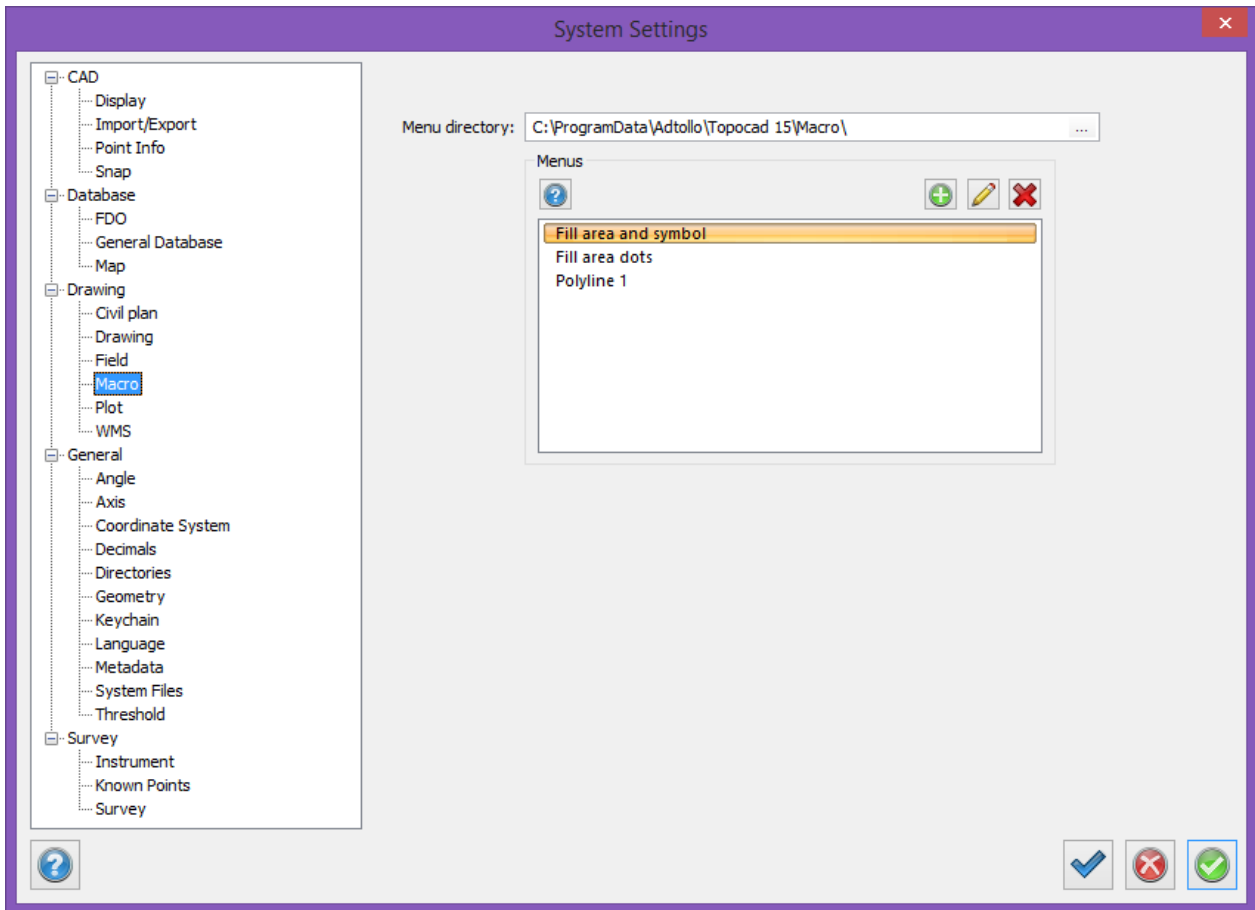 System Settings
CAD
Display
Import/Export
Point Info
Snap
Database
FDO
General Database
Map
Drawing
Civil plan
Drawing
Field
Macro
Plot
WMS
General
Angle
Axis
Coordinate System
Decimals
Directories
Geometry
Keychain
Language
Metadata
System Files
Threshold
Survey
Instrument
Known Points
Survey
Menu directory: C:\ProgramData\Adtollo\Topocad 15\Macro\ ...
Menus
Fill area and symbol
Fill area dots
Polyline 1